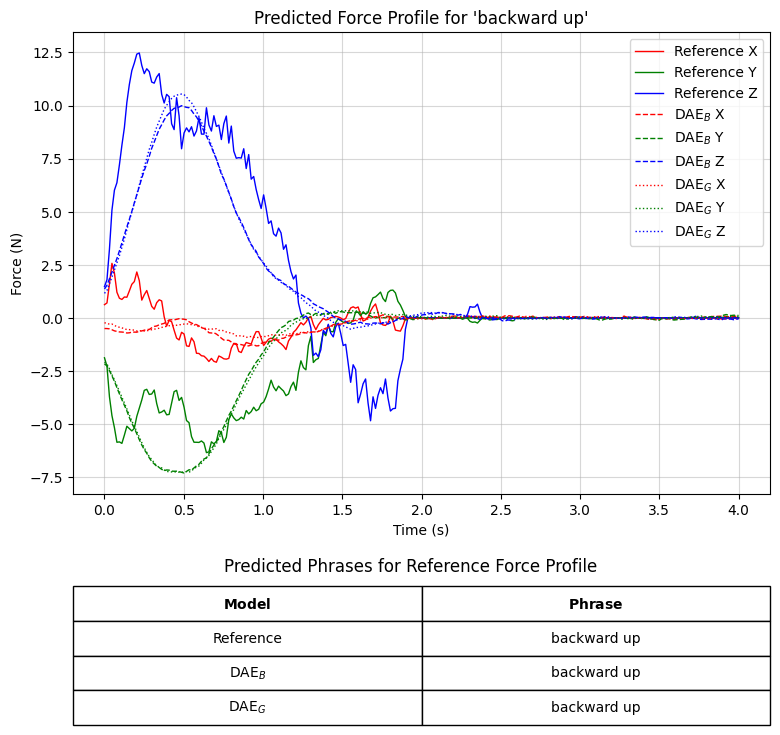 Predicted Force Profile for 'backward up'
12.5
10.0
7.5
5.0
2.5
0.0
−2.5
−5.0
−7.5
Force (N)
Reference X
Reference Y
Reference Z
DAE_B X
DAE_B Y
DAE_B Z
DAE_G X
DAE_G Y
DAE_G Z
0.0 0.5 1.0 1.5 2.0 2.5 3.0 3.5 4.0
Time (s)
Predicted Phrases for Reference Force Profile
Model Phrase
Reference backward up
DAE_B backward up
DAE_G backward up